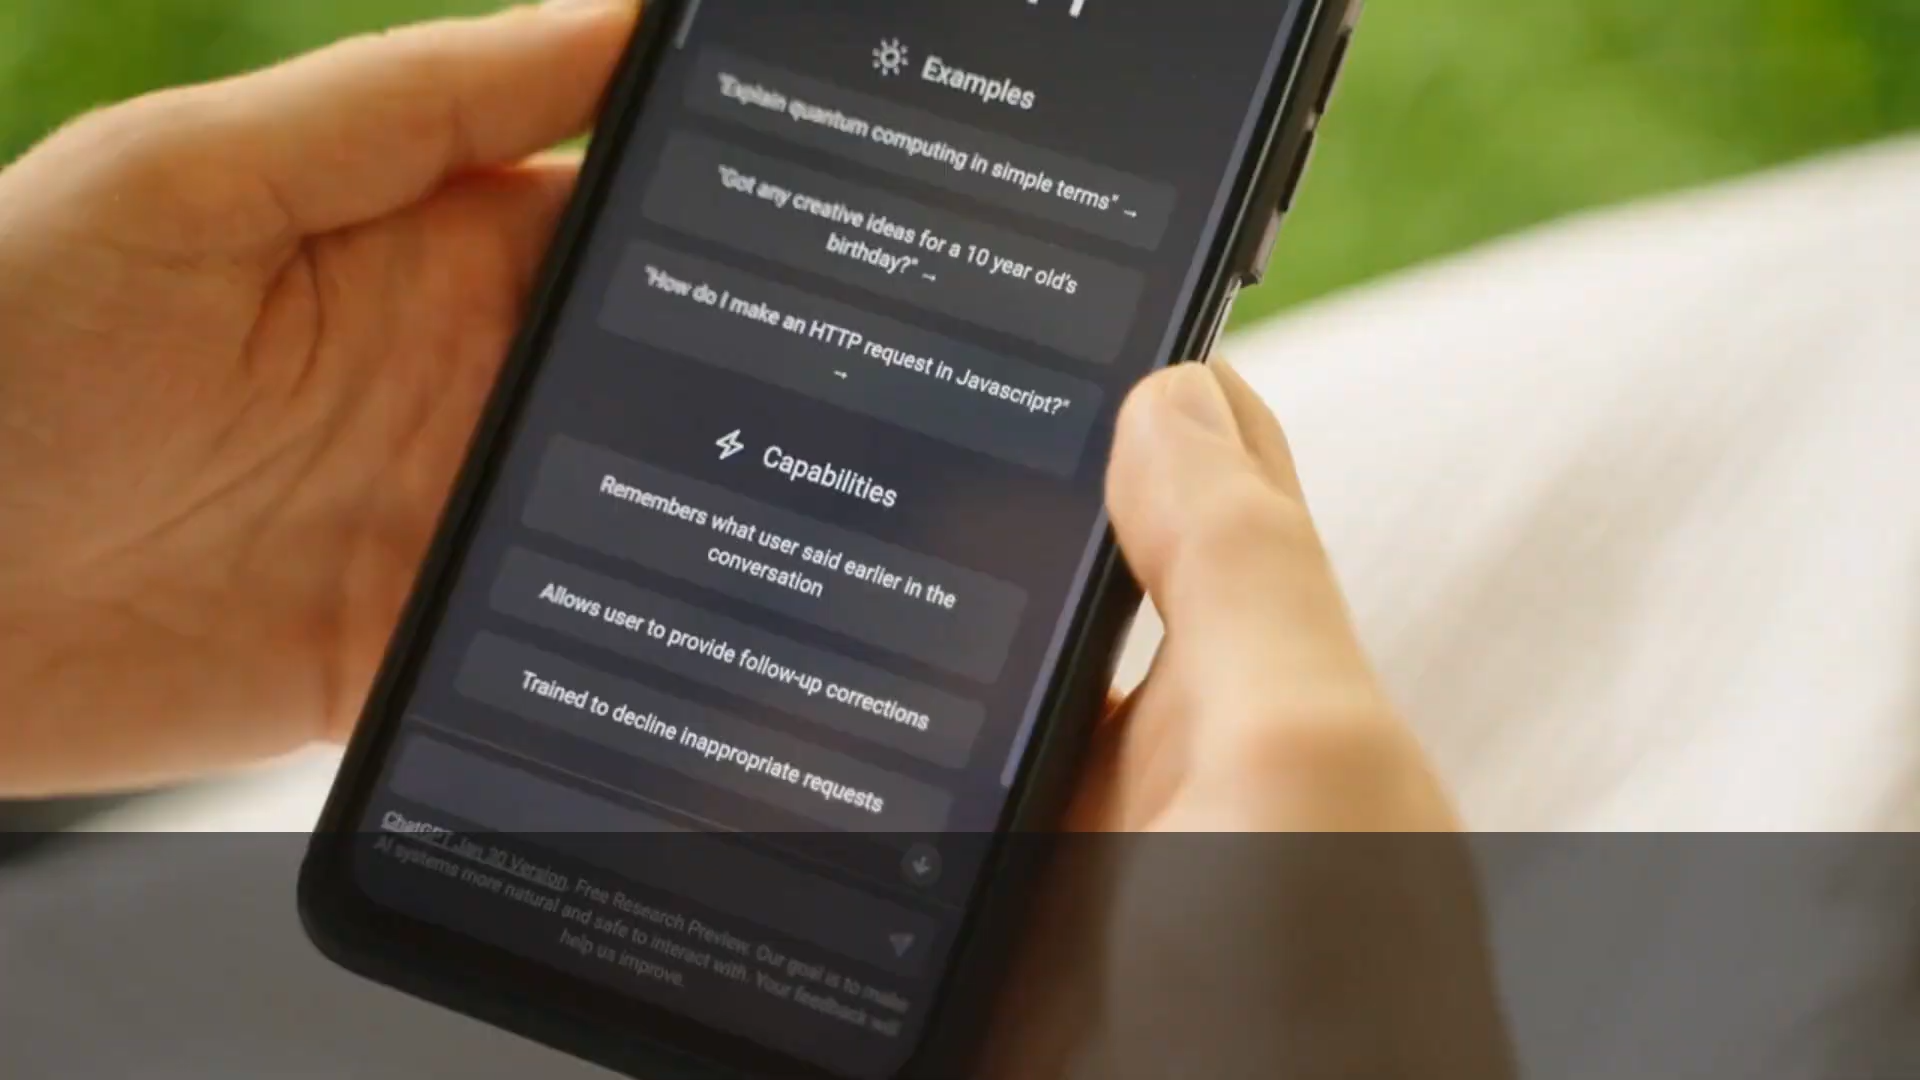 Examples
"Explain quantum computing in simple terms" →
"Got any creative ideas for a 10 year old's
birthday?" →
"How do I make an HTTP request in Javascript?"
→
Capabilities
Remembers what user said earlier in the
conversation
Allows user to provide follow-up corrections
Trained to decline inappropriate requests
ChatGPT Jan 30 Version. Free Research Preview. Our goal is to make
AI systems more natural and safe to interact with. Your feedback will
help us improve.